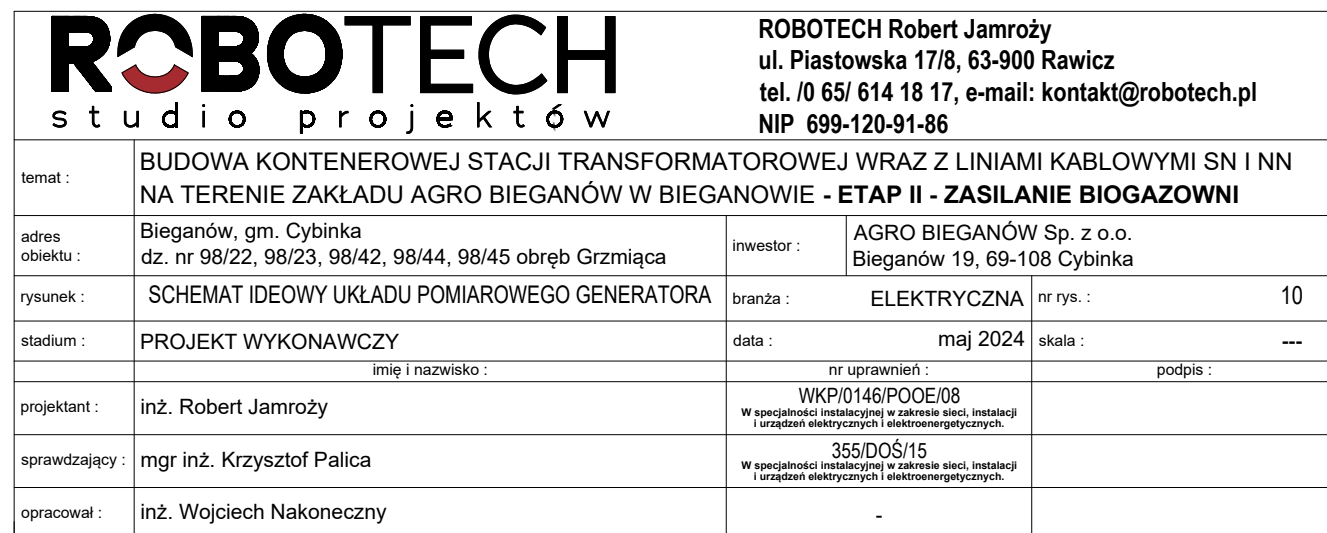 ROBOTECH
studio projektów
ROBOTECH Robert Jamroży
ul. Piastowska 17/8, 63-900 Rawicz
tel. /0 65/ 614 18 17, e-mail: kontakt@robotech.pl
NIP 699-120-91-86
temat :
BUDOWA KONTENEROWEJ STACJI TRANSFORMATOROWEJ WRAZ Z LINIAMI KABLOWYMI SN I NN
NA TERENIE ZAKŁADU AGRO BIEGANÓW W BIEGANOWIE - ETAP II - ZASILANIE BIOGAZOWNI
adres
obiektu :
Bieganów, gm. Cybinka
dz. nr 98/22, 98/23, 98/42, 98/44, 98/45 obręb Grzmiąca
inwestor :
AGRO BIEGANÓW Sp. z o.o.
Bieganów 19, 69-108 Cybinka
rysunek : SCHEMAT IDEOWY UKŁADU POMIAROWEGO GENERATORA branża : ELEKTRYCZNA nr rys. : 10
stadium : PROJEKT WYKONAWCZY data : maj 2024 skala : ---
imię i nazwisko : nr uprawnień : podpis :
projektant : inż. Robert Jamroży
WKP/0146/POOE/08
W specjalności instalacyjnej w zakresie sieci, instalacji
i urządzeń elektrycznych i elektroenergetycznych.
sprawdzający : mgr inż. Krzysztof Palica
355/DOŚ/15
W specjalności instalacyjnej w zakresie sieci, instalacji
i urządzeń elektrycznych i elektroenergetycznych.
opracował : inż. Wojciech Nakoneczny -